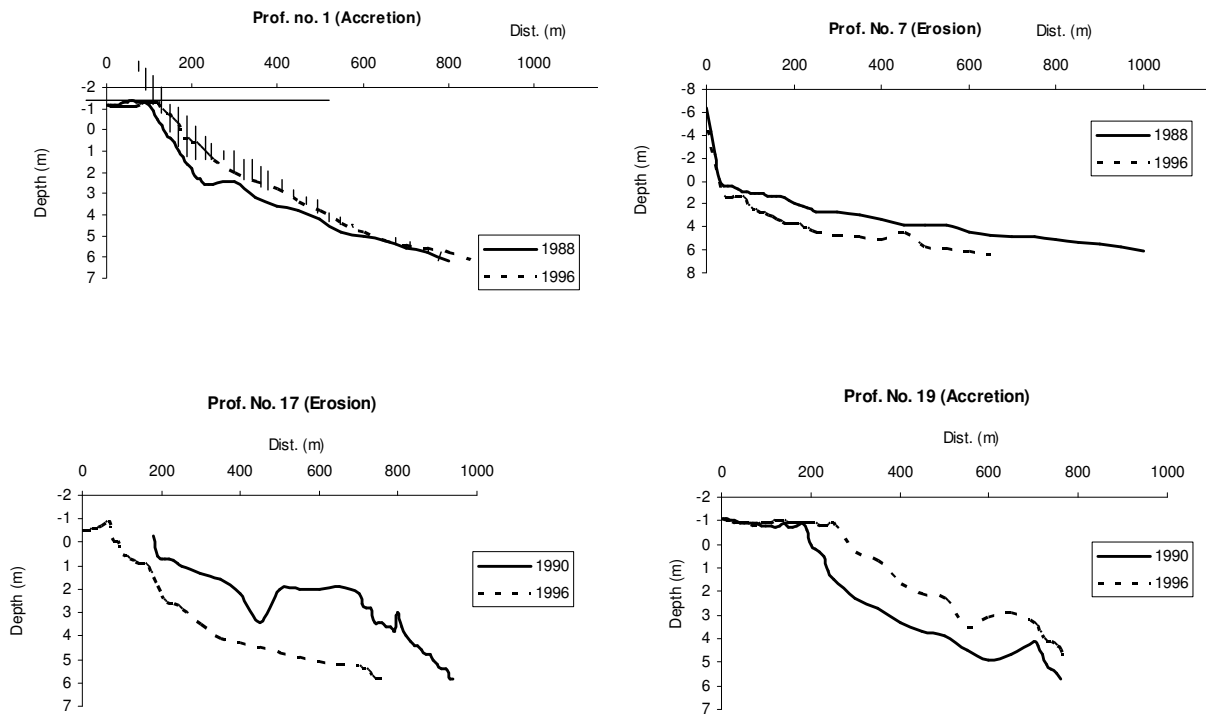 Prof. no. 1 (Accretion)
Dist. (m)
0 200 400 600 800 1000
-2
-1
0
1
2
3
4
5
6
7
Depth (m)
1988
1996
Prof. No. 7 (Erosion)
Dist. (m)
0 200 400 600 800 1000
-8
-6
-4
-2
0
2
4
6
8
Depth (m)
1988
1996
Prof. No. 17 (Erosion)
Dist. (m)
0 200 400 600 800 1000
-2
-1
0
1
2
3
4
5
6
7
Depth (m)
1990
1996
Prof. No. 19 (Accretion)
Dist. (m)
0 200 400 600 800 1000
-2
-1
0
1
2
3
4
5
6
7
Depth (m)
1990
1996